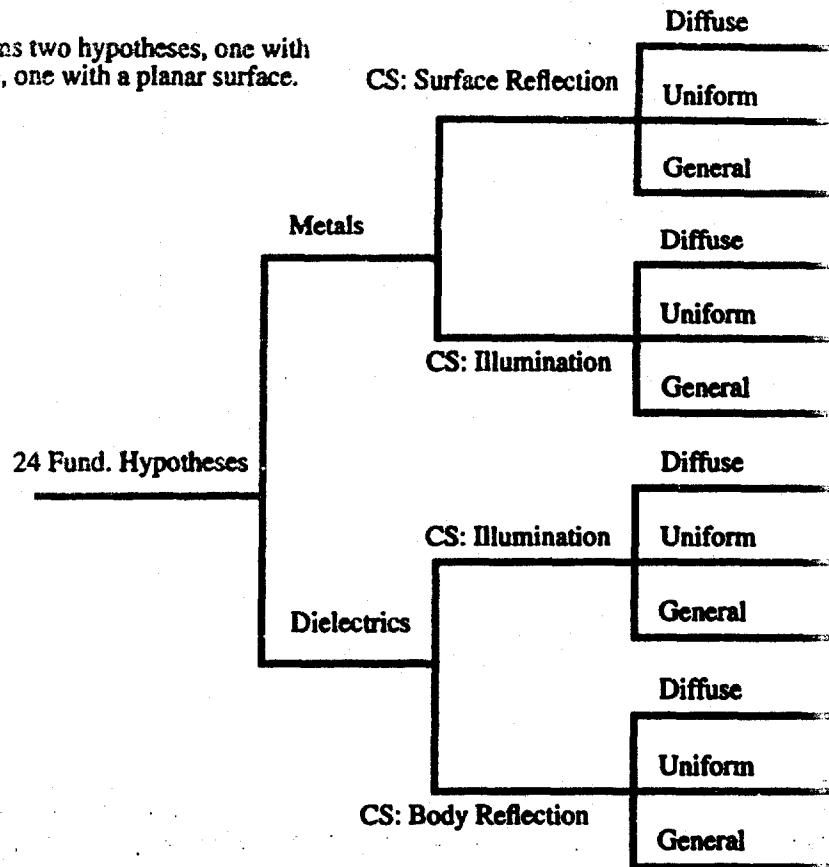 Diffuse
two hypotheses, one with
, one with a planar surface.
CS: Surface Reflection
Uniform
General
Metals
Diffuse
Uniform
CS: Illumination
General
24 Fund. Hypotheses
Diffuse
CS: Illumination
Uniform
Dielectrics
General
Diffuse
Uniform
CS: Body Reflection
General